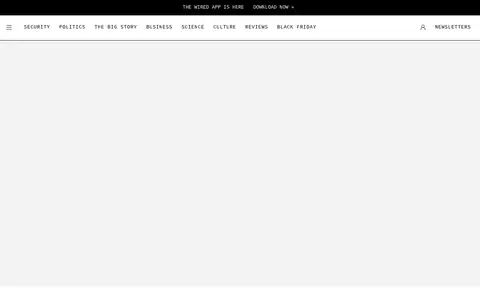 THE WIRED APP IS HERE DOWNLOAD NOW
SECURITY POLITICS THE BIG STORY BUSINESS SCIENCE CULTURE REVIEWS BLACK FRIDAY NEWSLETTERS